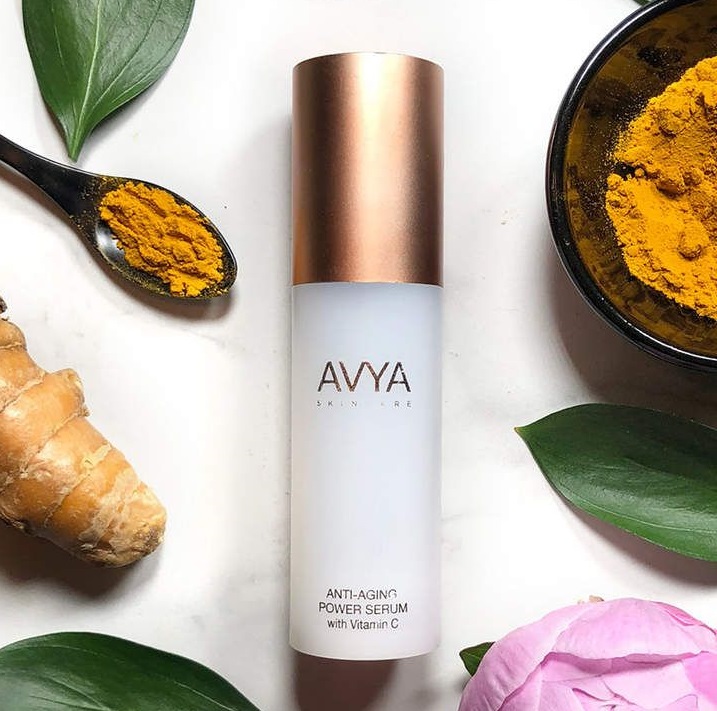 AVYA
SKINCARE
ANTI-AGING
POWER SERUM
with Vitamin C